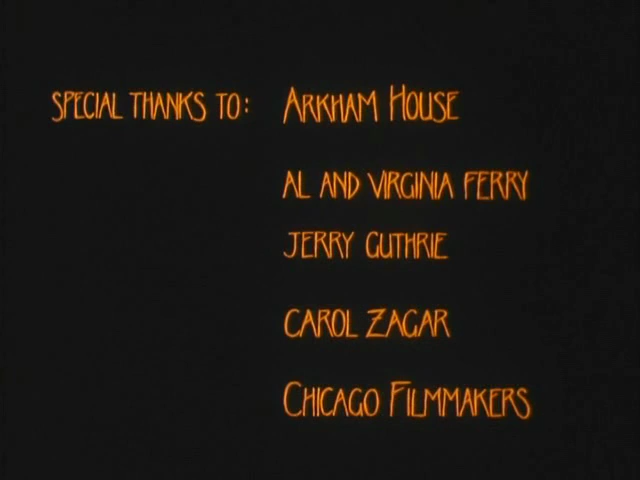 SPECIAL THANKS TO: ARKHAM HOUSE
AL AND VIRGINIA FERRY
JERRY GUTHRIE
CAROL ZAGAR
CHICAGO FILMMAKERS